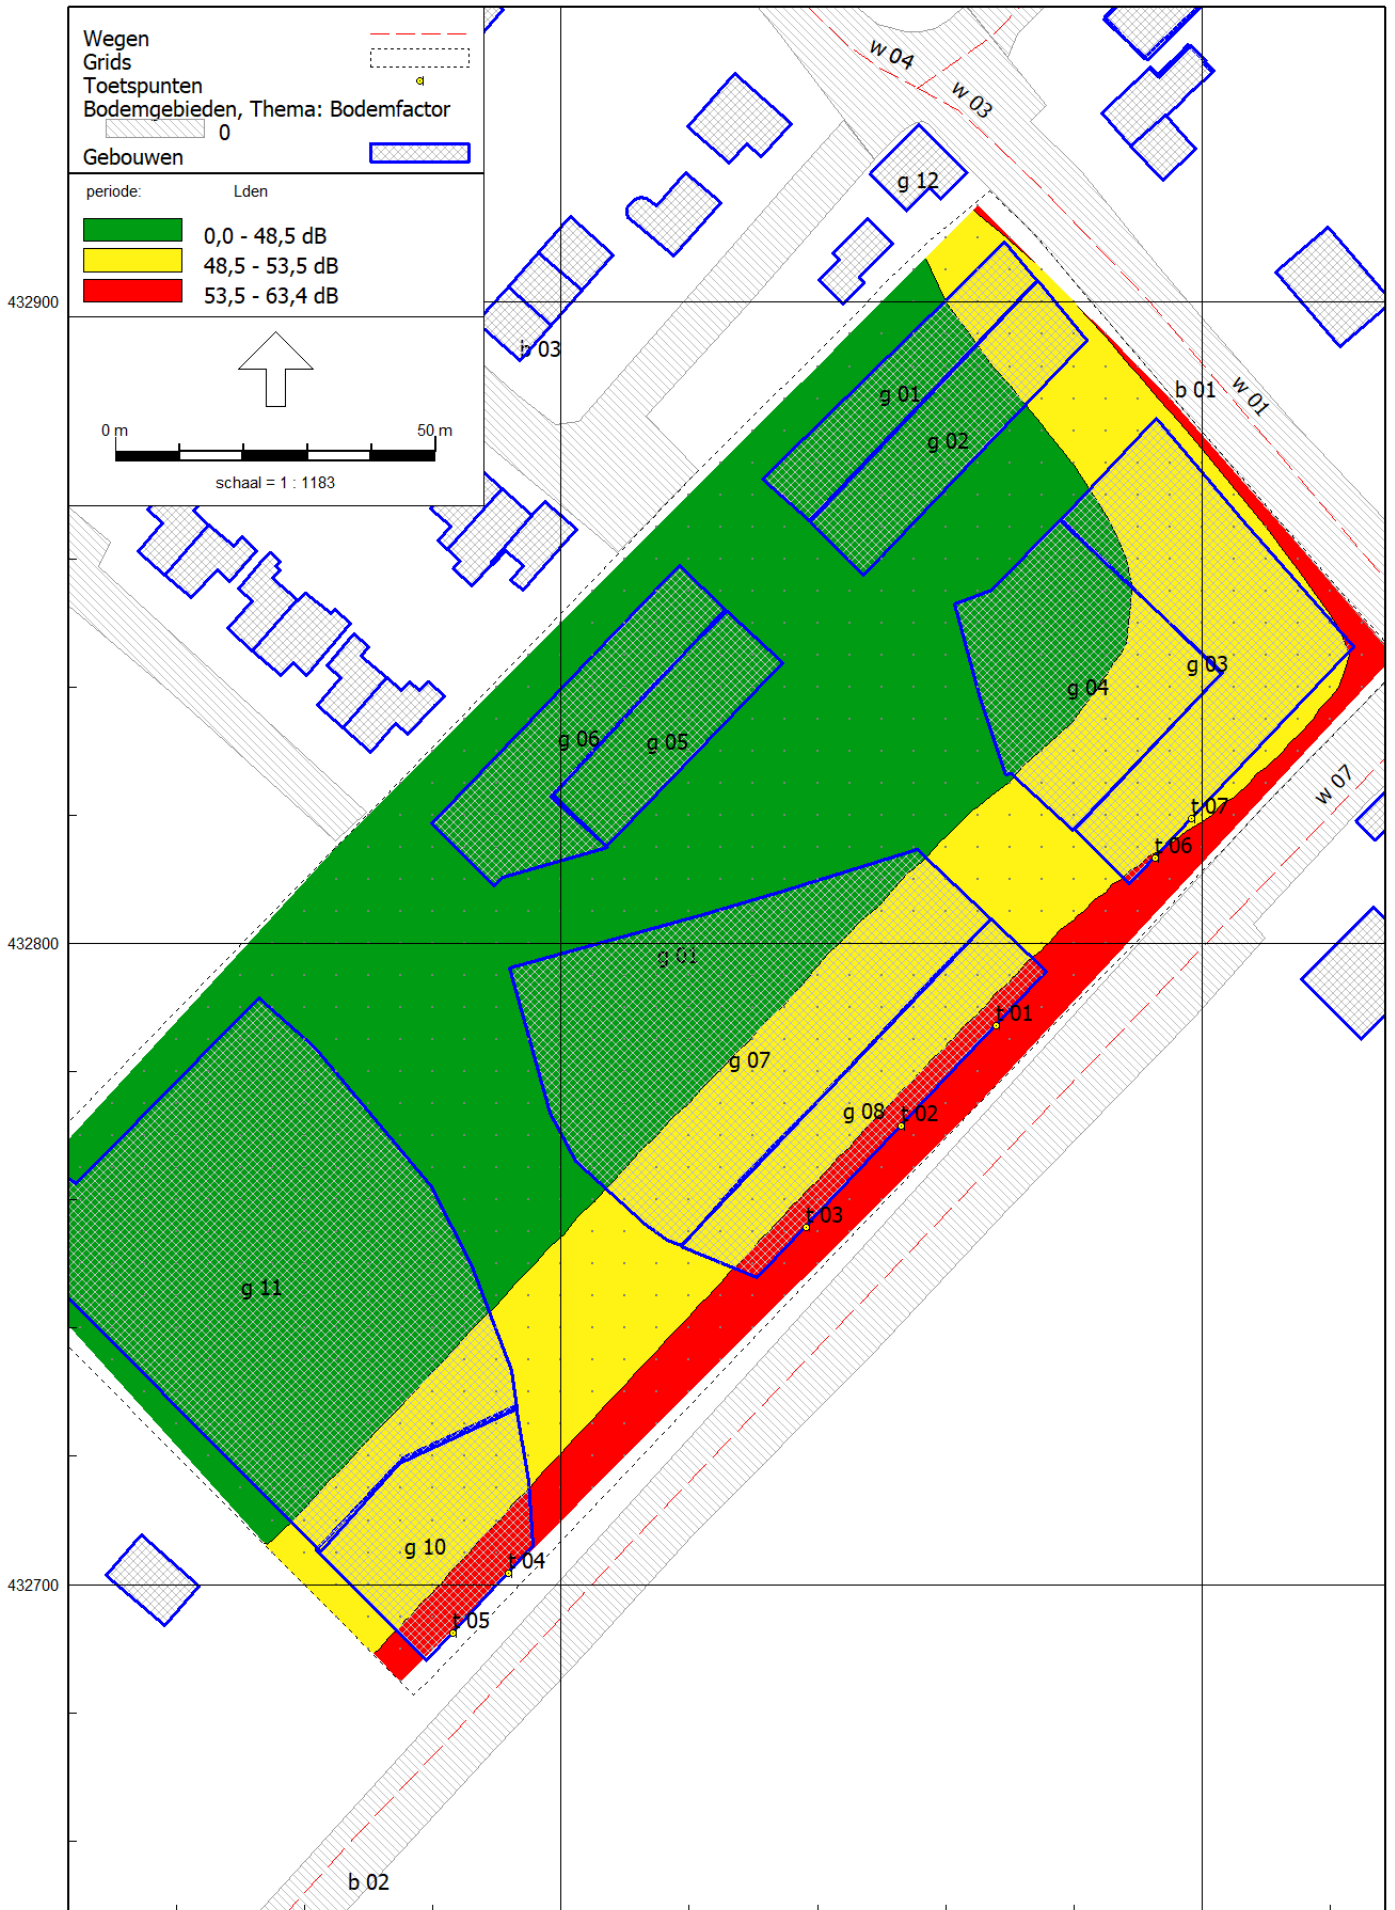 Wegen
Grids
Toetspunten
Bodemgebieden, Thema: Bodemfactor
0
Gebouwen
periode: Lden
0,0 - 48,5 dB
48,5 - 53,5 dB
53,5 - 63,4 dB
0 m 50 m
schaal = 1 : 1183
w 04
w 03
g 12
432900
b 03
b 01
w 01
g 01
g 02
g 03
g 04
g 06
g 05
w 07
t 07
t 06
432800
g 01
t 01
g 07
g 08
t 02
t 03
g 11
g 10
t 04
432700
t 05
b 02